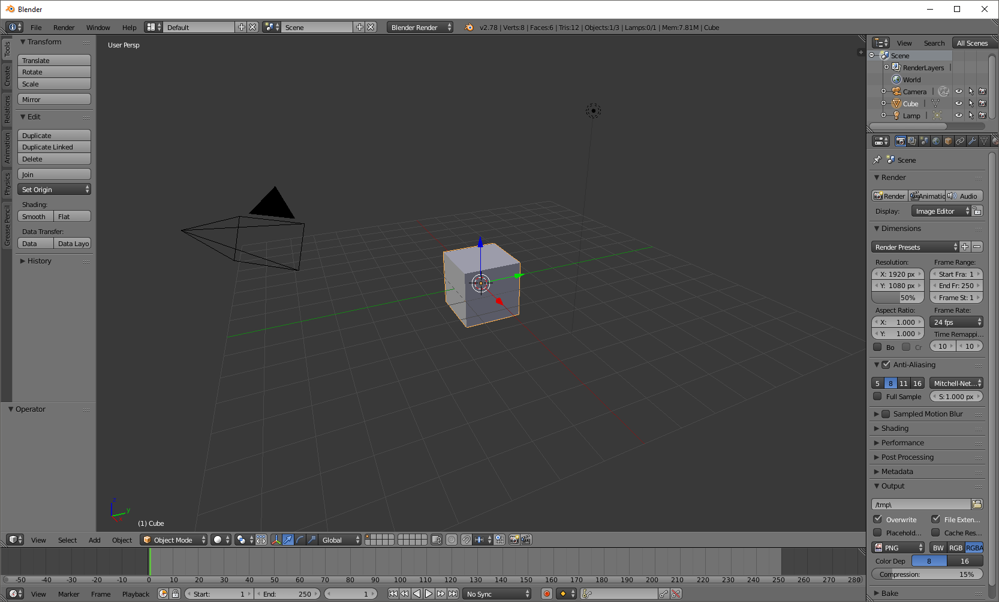 Blender
File Render Window Help Default Scene Blender Render v2.78 | Verts:8 | Faces:6 | Tris:12 | Objects:1/3 | Lamps:0/1 | Mem:7.81M | Cube
Tools
Create
Relations
Animation
Physics
Grease Pencil
Transform
Translate
Rotate
Scale
Mirror
Edit
Duplicate
Duplicate Linked
Delete
Join
Set Origin
Shading:
Smooth Flat
Data Transfer:
Data Data Layo
History
Operator
User Persp
z
y
x
(1) Cube
View Search All Scenes
Scene
RenderLayers
World
Camera
Cube
Lamp
Scene
Render
Render Animatic Audio
Display: Image Editor
Dimensions
Render Presets
Resolution: Frame Range:
X: 1920 px Start Fra: 1
Y: 1080 px End Fr: 250
50% Frame St: 1
Aspect Ratio: Frame Rate:
X: 1.000 24 fps
Y: 1.000 Time Remappi...
Bo Cr 10 10
Anti-Aliasing
5 8 11 16 Mitchell-Net...
Full Sample S: 1.000 px
Sampled Motion Blur
Shading
Performance
Post Processing
Metadata
Output
/tmp\
Overwrite File Exten...
Placehold... Cache Res...
PNG BW RGB RGBA
Color Dep 8 16
Compression: 15%
Bake
View Select Add Object Object Mode Global
-50 -40 -30 -20 -10 0 10 20 30 40 50 60 70 80 90 100 110 120 130 140 150 160 170 180 190 200 210 220 230 240 250 260 270 280
View Marker Frame Playback Start: 1 End: 250 1 No Sync